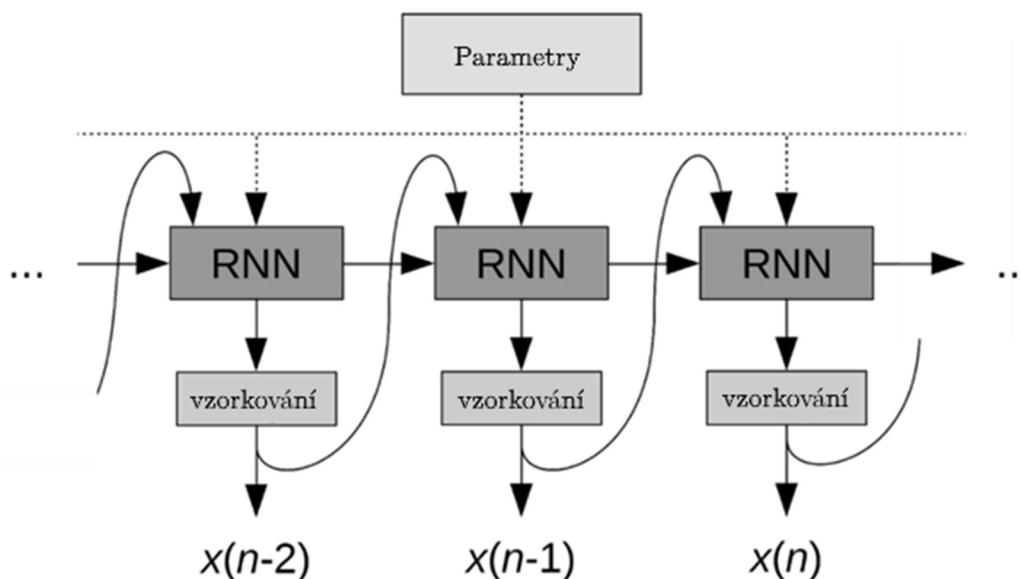 Parametry
... RNN RNN RNN ..
vzorkování vzorkování vzorkování
x(n-2) x(n-1) x(n)